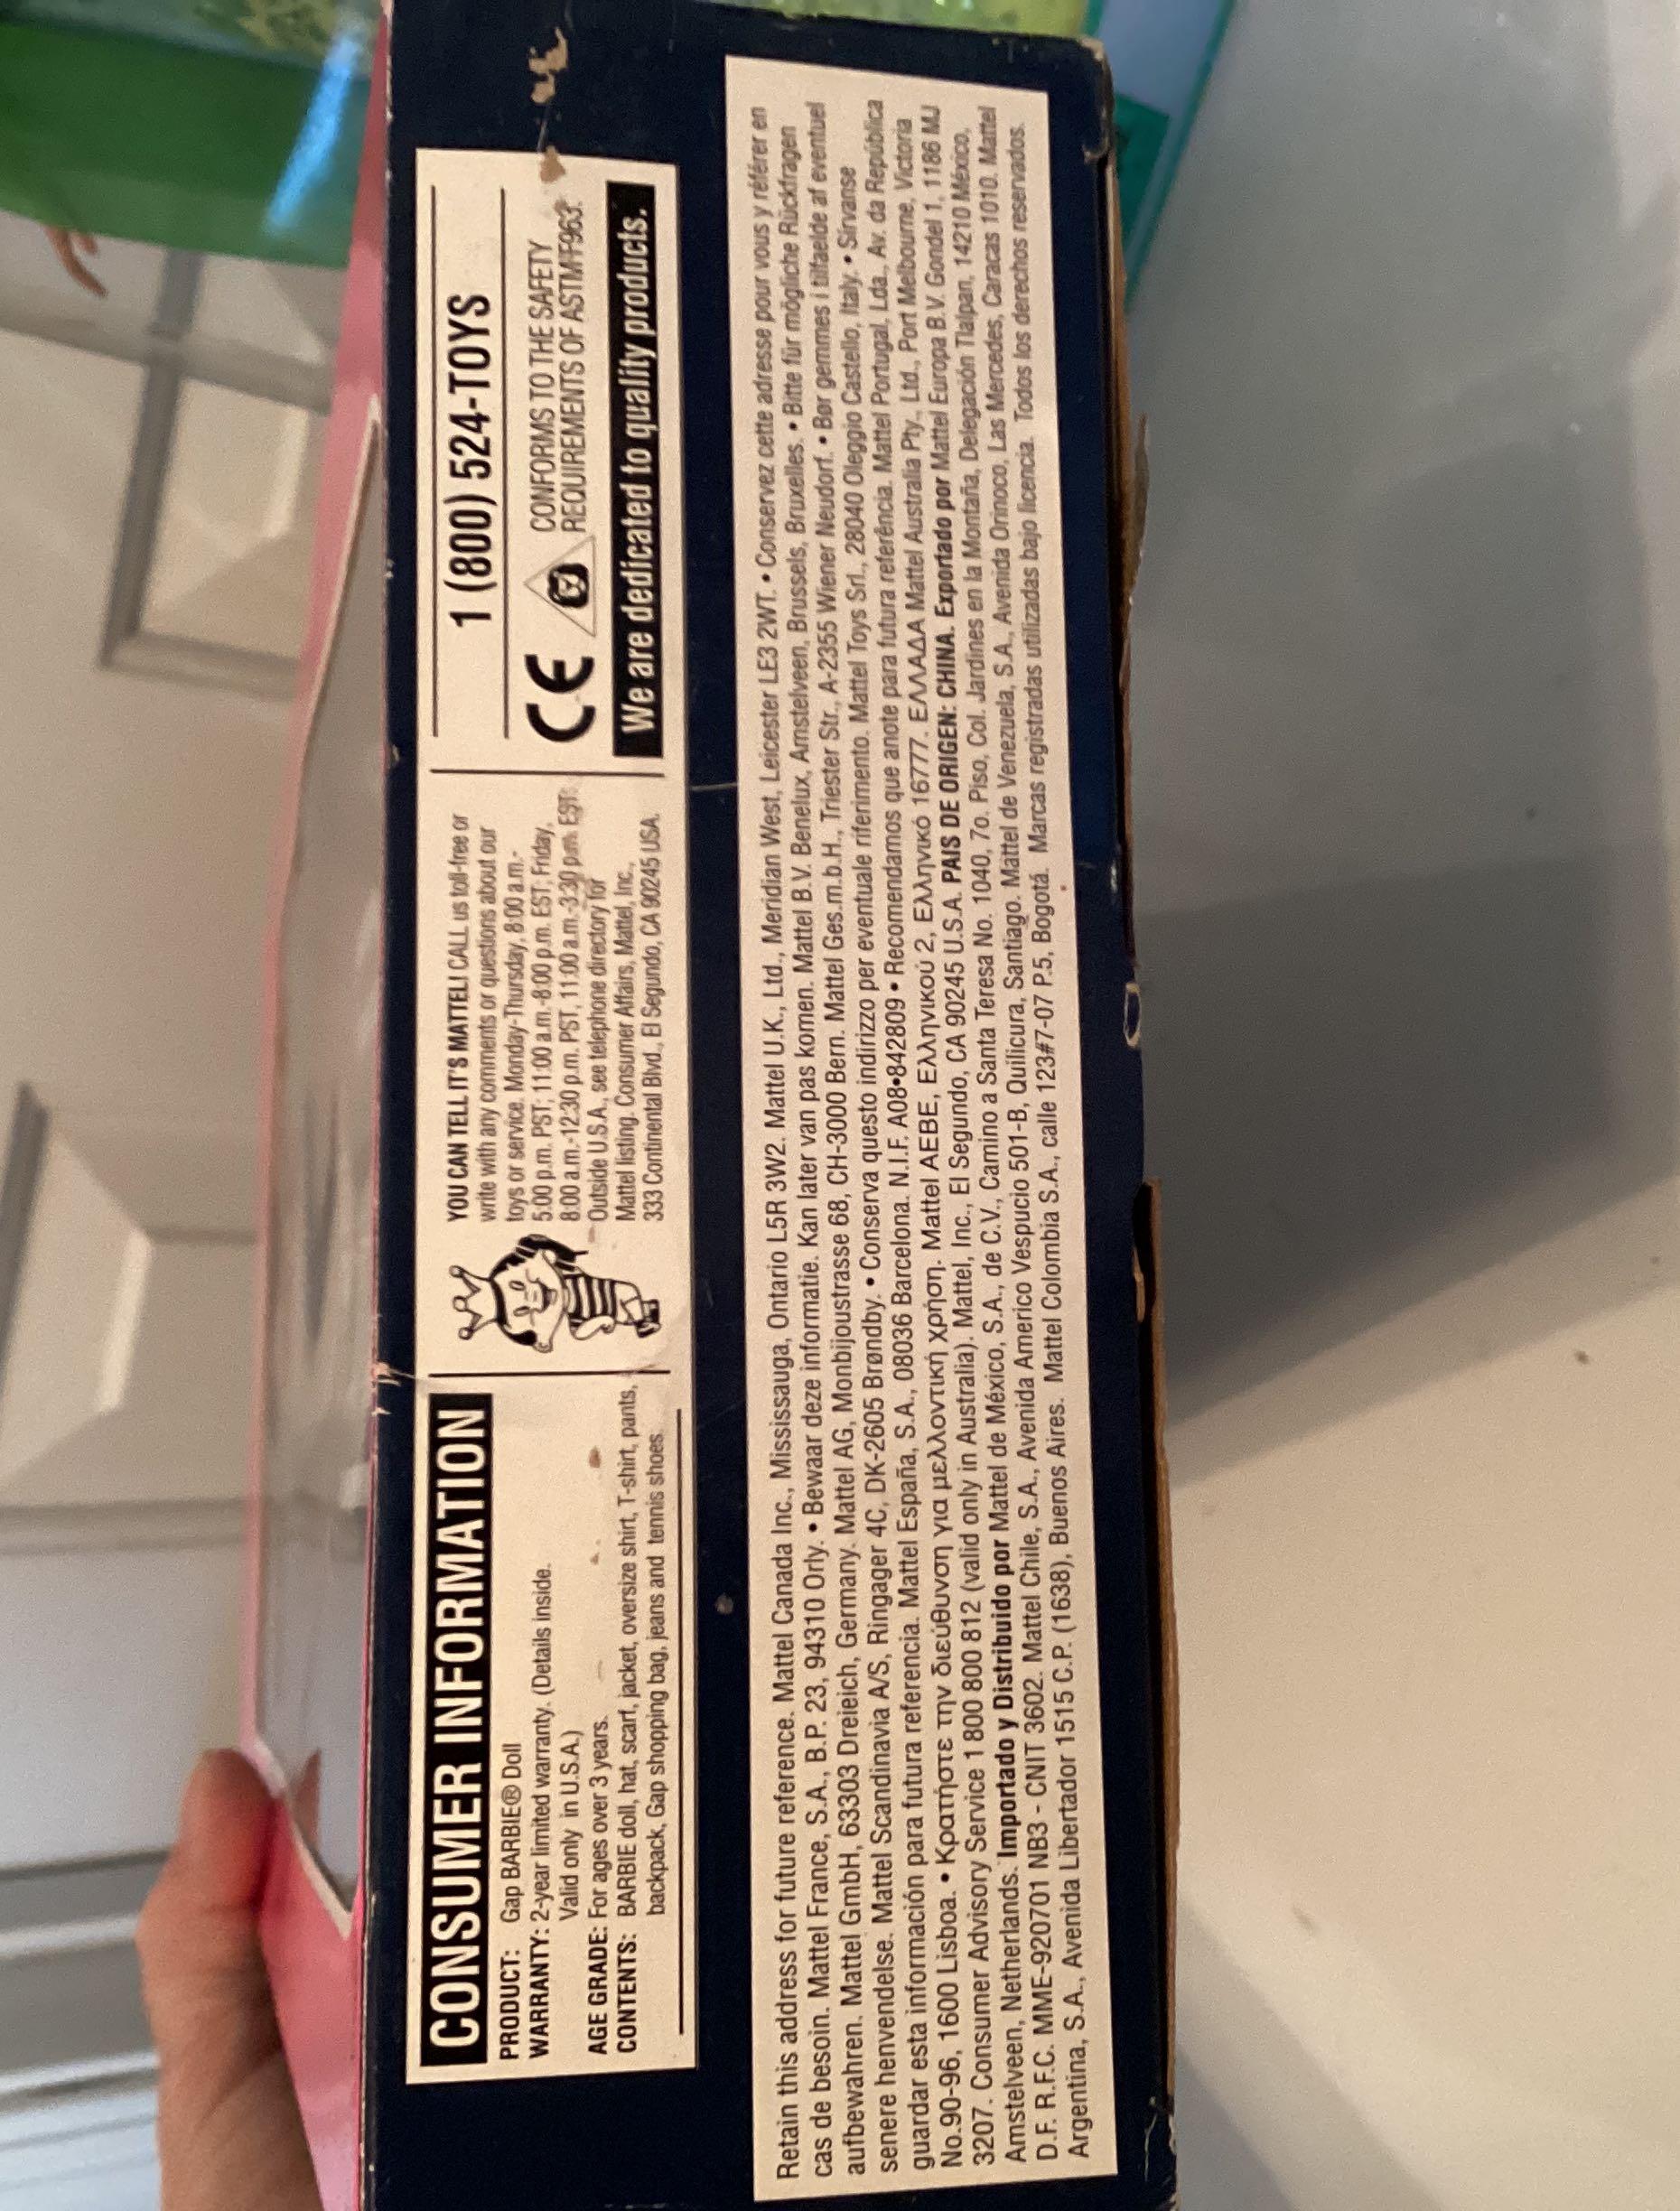 CONSUMER INFORMATION
PRODUCT: Gap BARBIE® Doll
WARRANTY: 2-year limited warranty. (Details inside.
Valid only in U.S.A.)
AGE GRADE: For ages over 3 years.
CONTENTS: BARBIE doll, hat, scarf, jacket, oversize shirt, T-shirt, pants,
backpack, Gap shopping bag, jeans and tennis shoes.
YOU CAN TELL IT'S MATTEL! CALL us toll-free or
write with any comments or questions about our
toys or service. Monday-Thursday, 8:00 a.m.-
5:00 p.m. PST; 11:00 a.m.-8:00 p.m. EST, Friday,
8:00 a.m.-12:30 p.m. PST, 11:00 a.m.-3:30 p.m. EST.
Outside U.S.A., see telephone directory for
Mattel listing. Consumer Affairs, Mattel, Inc.,
333 Continental Blvd., El Segundo, CA 90245 USA.
1 (800) 524-TOYS
CE
CONFORMS TO THE SAFETY
REQUIREMENTS OF ASTM F963.
We are dedicated to quality products.
Retain this address for future reference. Mattel Canada Inc., Mississauga, Ontario L5R 3W2. Mattel U.K., Ltd., Meridian West, Leicester LE3 2WT. • Conservez cette adresse pour vous y référer en
cas de besoin. Mattel France, S.A., B.P. 23, 94310 Orly. • Bewaar deze informatie. Kan later van pas komen. Mattel B.V. Benelux, Amstelveen, Brussels, Bruxelles. • Bitte für mögliche Rückfragen
aufbewahren. Mattel GmbH, 63303 Dreieich, Germany. Mattel AG, Monbijoustrasse 68, CH-3000 Bern. Mattel Ges.m.b.H., Triester Str., A-2355 Wiener Neudorf. • Bør gemmes i tilfaelde af eventuel
senere henvendelse. Mattel Scandinavia A/S, Ringager 4C, DK-2605 Brøndby. • Conserva questo indirizzo per eventuale riferimento. Mattel Toys Srl., 28040 Oleggio Castello, Italy. • Sirvanse
guardar esta información para futura referencia. Mattel España, S.A., 08036 Barcelona. N.I.F. A08•842809 • Recomendamos que anote para futura referência. Mattel Portugal, Lda., Av. da República
No.90-96, 1600 Lisboa. • Κρατήστε την διεύθυνση για μελλοντική χρήση. Mattel AEBE, Ελληνικού 2, Ελληνικό 16777. ΕΛΛΑΔΑ Mattel Australia Pty., Ltd., Port Melbourne, Victoria
3207. Consumer Advisory Service 1 800 800 812 (valid only in Australia). Mattel, Inc., El Segundo, CA 90245 U.S.A. PAIS DE ORIGEN: CHINA. Exportado por Mattel Europa B.V. Gondel 1, 1186 MJ
Amstelveen, Netherlands. Importado y Distribuido por Mattel de México, S.A., de C.V., Camino a Santa Teresa No. 1040, 7o. Piso, Col. Jardines en la Montaña, Delegación Tlalpan, 14210 México,
D.F. R.F.C. MME-920701 NB3 - CNIT 3602. Mattel Chile, S.A., Avenida Americo Vespucio 501-B, Quilicura, Santiago. Mattel de Venezuela, S.A., Avenida Orinoco, Las Mercedes, Caracas 1010. Mattel
Argentina, S.A., Avenida Libertador 1515 C.P. (1638), Buenos Aires. Mattel Colombia S.A., calle 123#7-07 P.5, Bogotá. Marcas registradas utilizadas bajo licencia. Todos los derechos reservados.